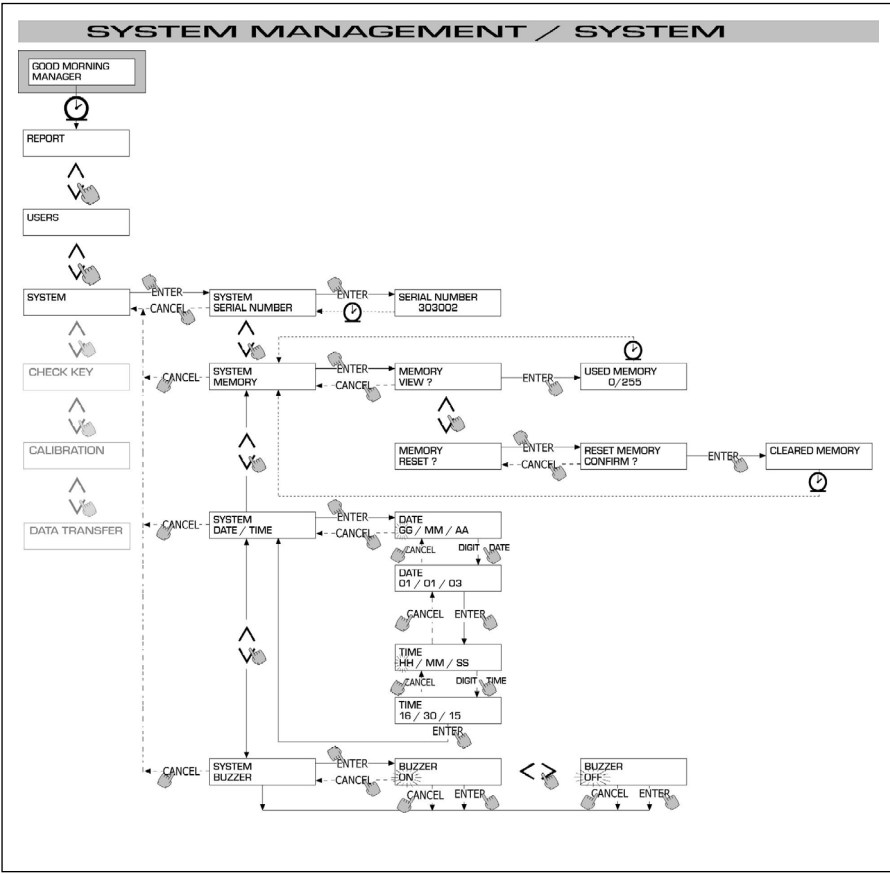 SYSTEM MANAGEMENT / SYSTEM
GOOD MORNING
MANAGER
REPORT
USERS
SYSTEM
ENTER
CANCEL
SYSTEM
SERIAL NUMBER
ENTER
SERIAL NUMBER
303002
CHECK KEY
CANCEL
SYSTEM
MEMORY
ENTER
CANCEL
MEMORY
VIEW ?
ENTER
USED MEMORY
0/255
CALIBRATION
MEMORY
RESET ?
ENTER
CANCEL
RESET MEMORY
CONFIRM ?
ENTER
CLEARED MEMORY
DATA TRANSFER
CANCEL
SYSTEM
DATE / TIME
ENTER
CANCEL
DATE
GG / MM / AA
CANCEL
DIGIT DATE
DATE
01 / 01 / 03
CANCEL
ENTER
TIME
HH / MM / SS
CANCEL
DIGIT TIME
TIME
16 / 30 / 15
ENTER
CANCEL
SYSTEM
BUZZER
ENTER
CANCEL
BUZZER
ON
CANCEL
ENTER
BUZZER
OFF
CANCEL
ENTER